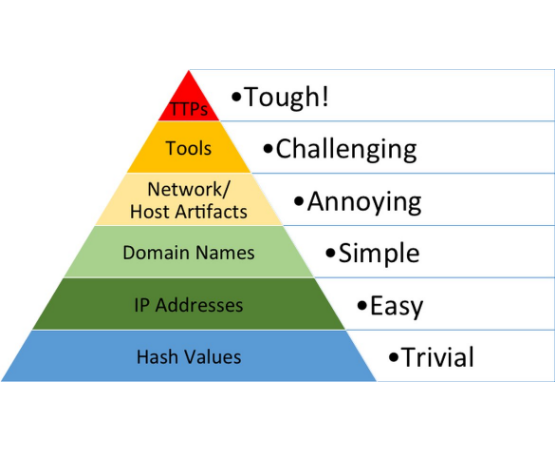 TTPs
•Tough!
Tools
•Challenging
Network/
Host Artifacts
•Annoying
Domain Names
•Simple
IP Addresses
•Easy
Hash Values
•Trivial